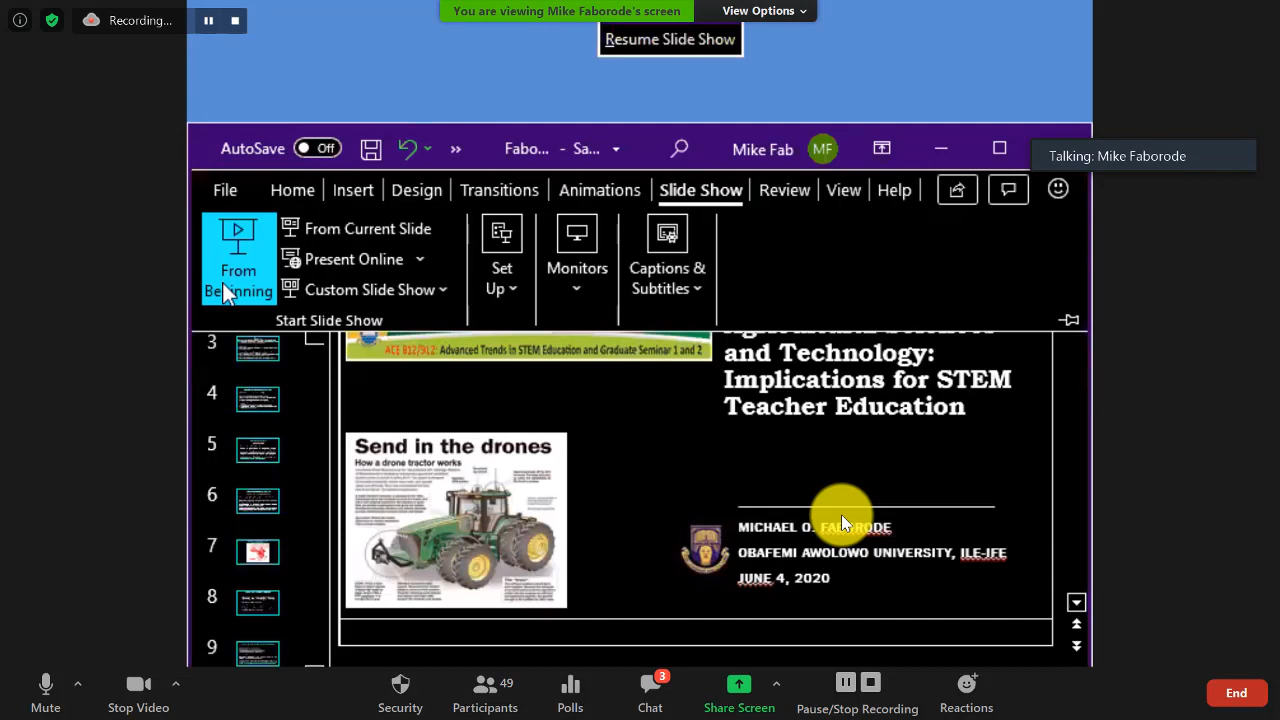 Recording...
You are viewing Mike Faborode's screen
View Options
Resume Slide Show
AutoSave Off
Fabo... - Sa...
Mike Fab MF
Talking: Mike Faborode
File Home Insert Design Transitions Animations Slide Show Review View Help
From Beginning
From Current Slide
Present Online
Custom Slide Show
Start Slide Show
Set Up
Monitors
Captions & Subtitles
3
4
5
6
7
8
9
ACE 812/912: Advanced Trends in STEM Education and Graduate Seminar 1 and 2
and Technology:
Implications for STEM
Teacher Education
Send in the drones
How a drone tractor works
MICHAEL O. FABORODE
OBAFEMI AWOLOWO UNIVERSITY, ILE-IFE
JUNE 4, 2020
Mute
Stop Video
Security
Participants 49
Polls
Chat 3
Share Screen
Pause/Stop Recording
Reactions
End